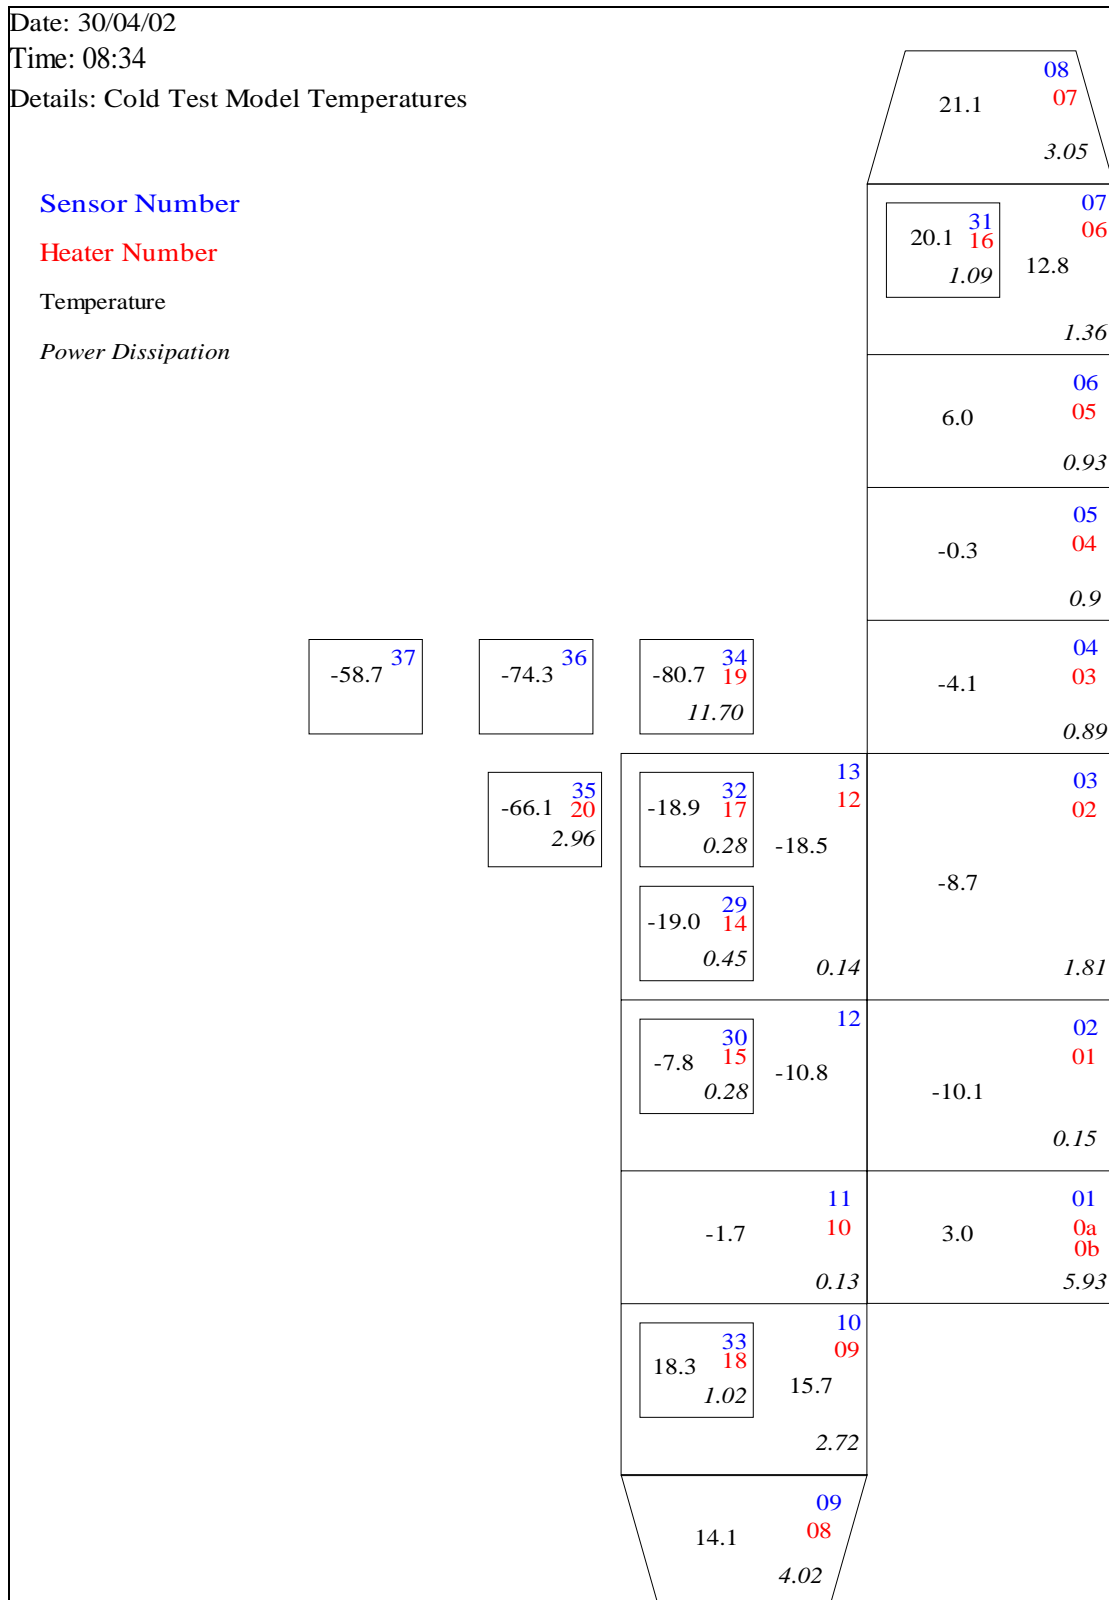 Date: 30/04/02
Time: 08:34
Details: Cold Test Model Temperatures
Sensor Number
Heater Number
Temperature
Power Dissipation
08
21.1 07
3.05
07
31 06
20.1 16
1.09 12.8
1.36
06
6.0 05
0.93
05
-0.3 04
0.9
37 36 34 04
-58.7 -74.3 -80.7 19 -4.1 03
11.70
0.89
13 03
35 32 12 02
-66.1 20 -18.9 17
2.96 0.28 -18.5
-8.7
29
-19.0 14
0.45 0.14 1.81
12 02
30
-7.8 15 -10.8 01
0.28 -10.1
0.15
11 01
-1.7 10 3.0 0a
0b
0.13 5.93
10
33 09
18.3 18
1.02 15.7
2.72
09
14.1 08
4.02